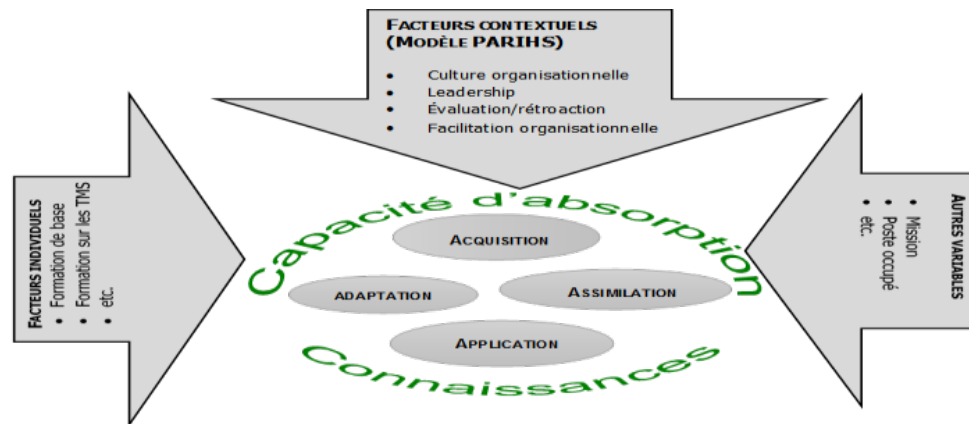 FACTEURS CONTEXTUELS
(MODÈLE PARIHS)
• Culture organisationnelle
• Leadership
• Évaluation/rétroaction
• Facilitation organisationnelle
FACTEURS INDIVIDUELS
• Formation de base
• Formation sur les TMS
• etc.
Capacité d'absorption
ACQUISITION
ADAPTATION
ASSIMILATION
APPLICATION
Connaissances
AUTRES VARIABLES
• Mission
• Poste occupé
• etc.